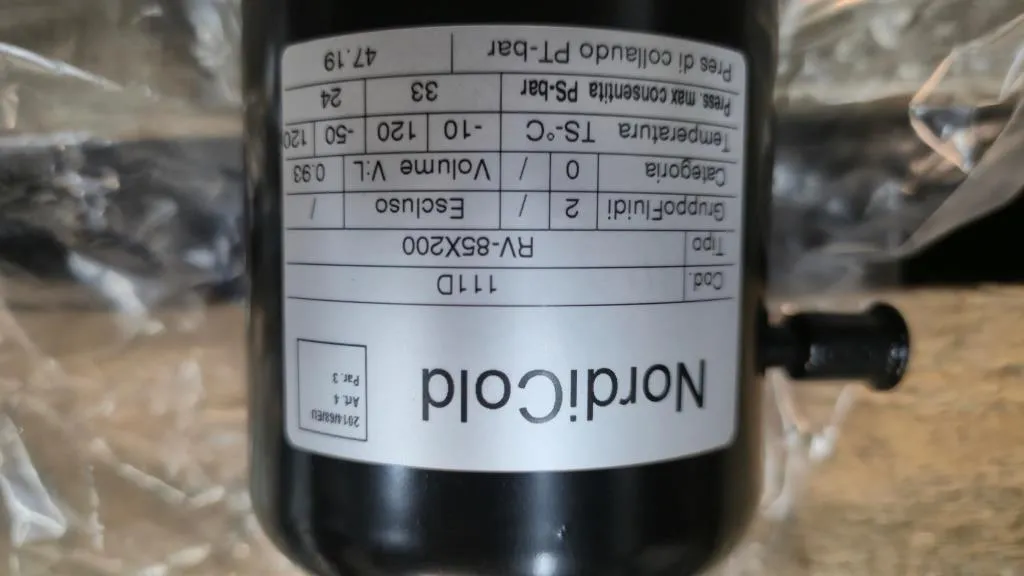 NordiCold
2014/68/EU
Art. 4
Par. 3
Cod. 111D
Tipo RV-85X200
GruppoFluidi 2 / Escluso /
Categoria 0 / Volume V:L 0.93
Temperatura TS-°C -10 120 -50 120
Press. max consentita PS-bar 33 24
Pres di collaudo PT-bar 47.19